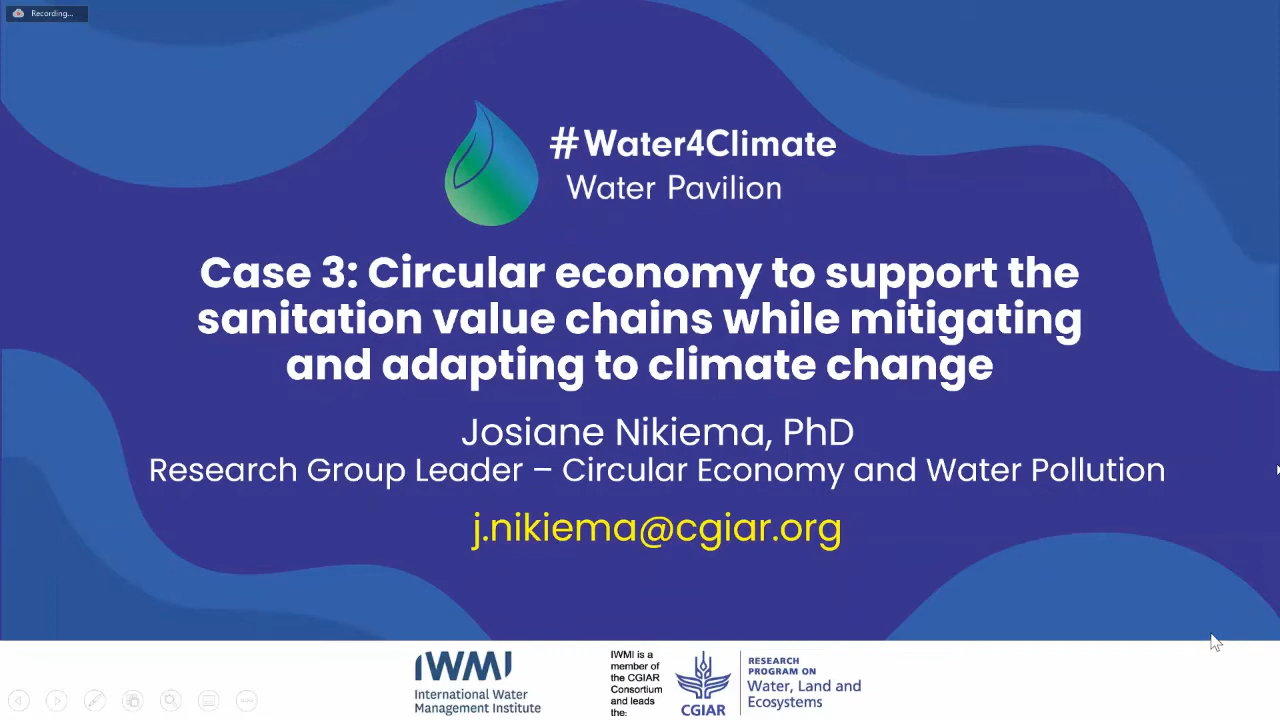 Recording...
#Water4Climate
Water Pavilion
Case 3: Circular economy to support the
sanitation value chains while mitigating
and adapting to climate change
Josiane Nikiema, PhD
Research Group Leader – Circular Economy and Water Pollution
j.nikiema@cgiar.org
IWMI
International Water
Management Institute
IWMI is a
member of
the CGIAR
Consortium
and leads
the:
CGIAR
RESEARCH
PROGRAM ON
Water, Land and
Ecosystems